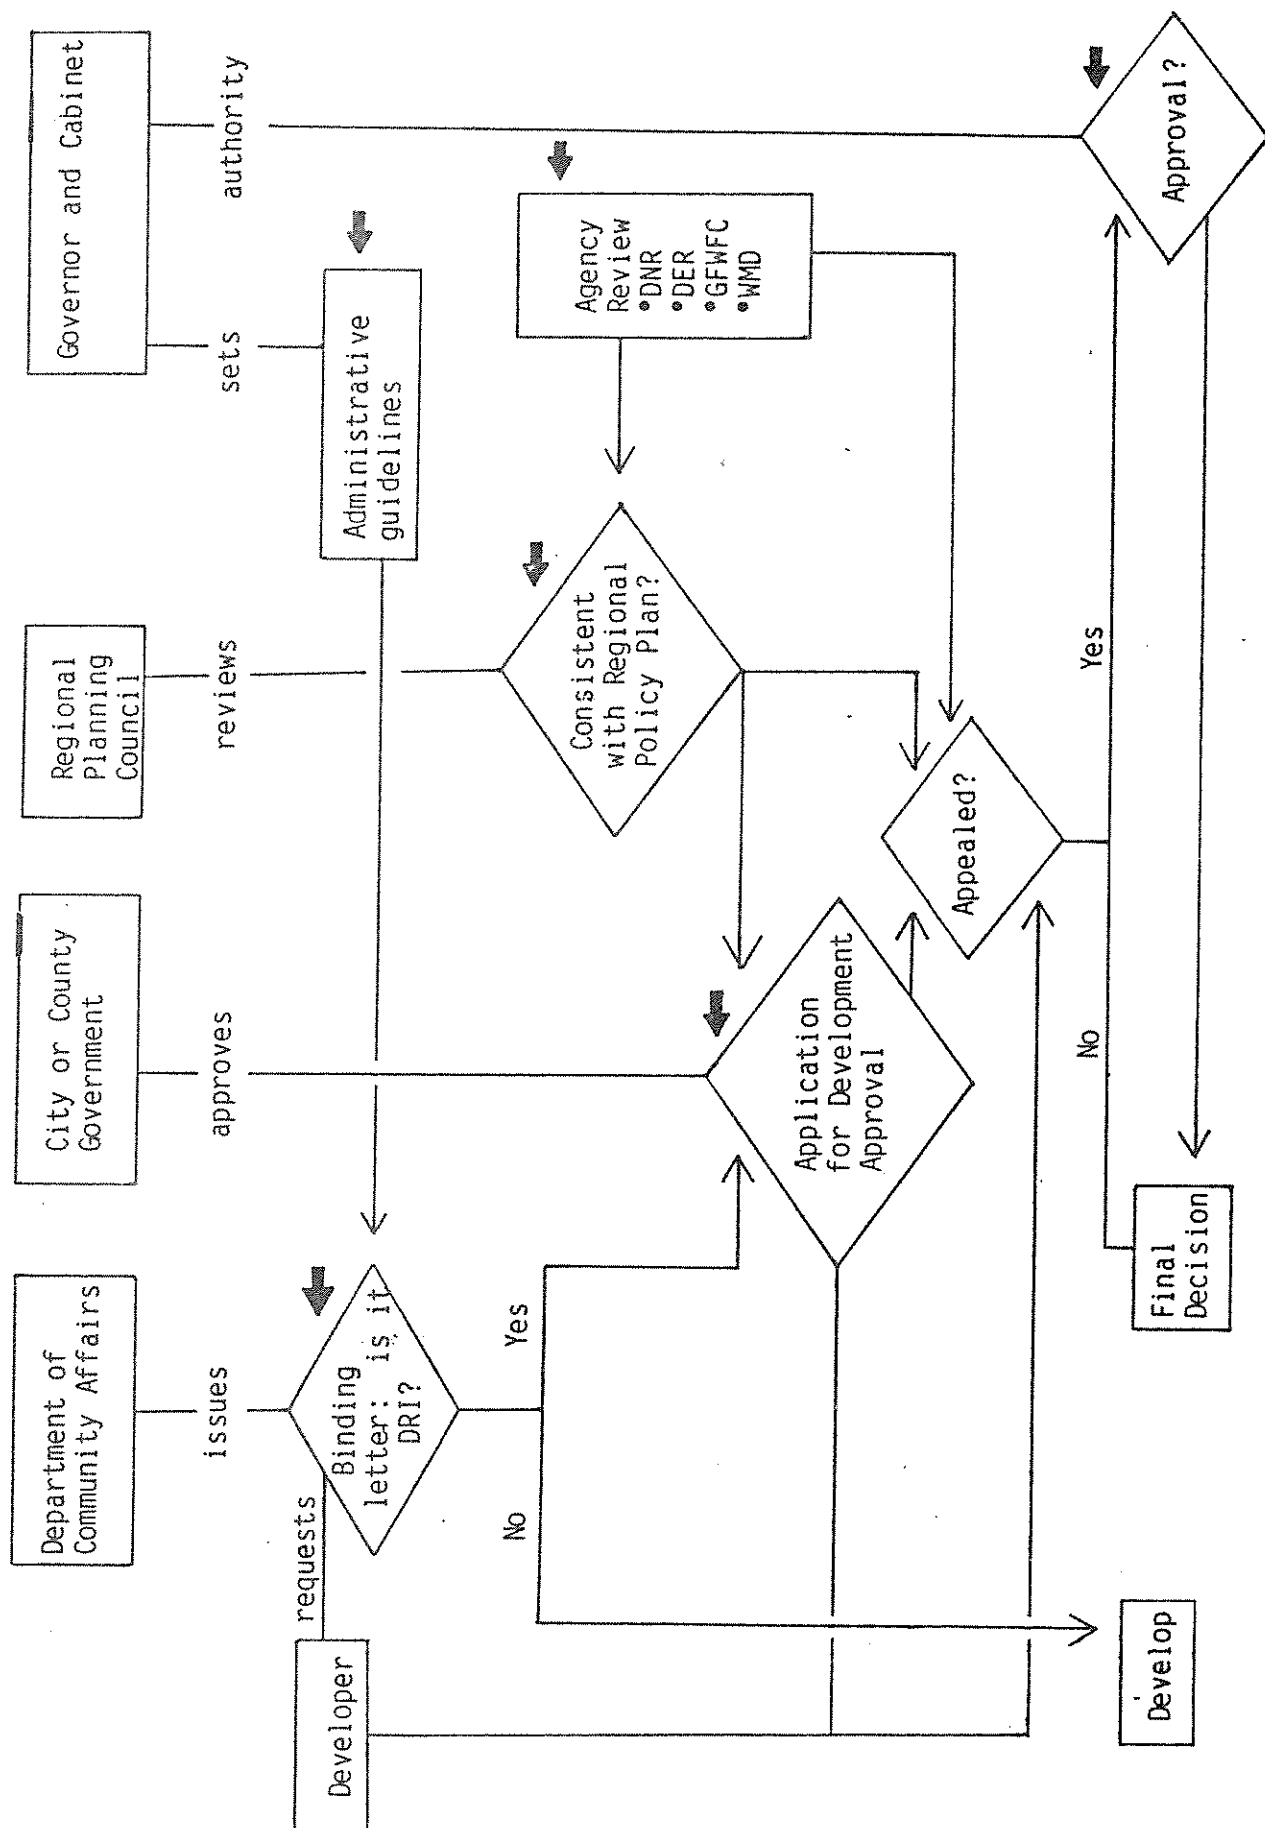 Department of
Community Affairs
City or County
Government
Regional
Planning
Council
Governor and Cabinet
issues
approves
reviews
sets
authority
Developer
requests
Binding
letter: is it
DRI?
Administrative
guidelines
No
Yes
Consistent
with Regional
Policy Plan?
Agency
Review
•DNR
•DER
•GFWFC
•WMD
Application
for Development
Approval
Appealed?
No
Yes
Approval?
Develop
Final
Decision